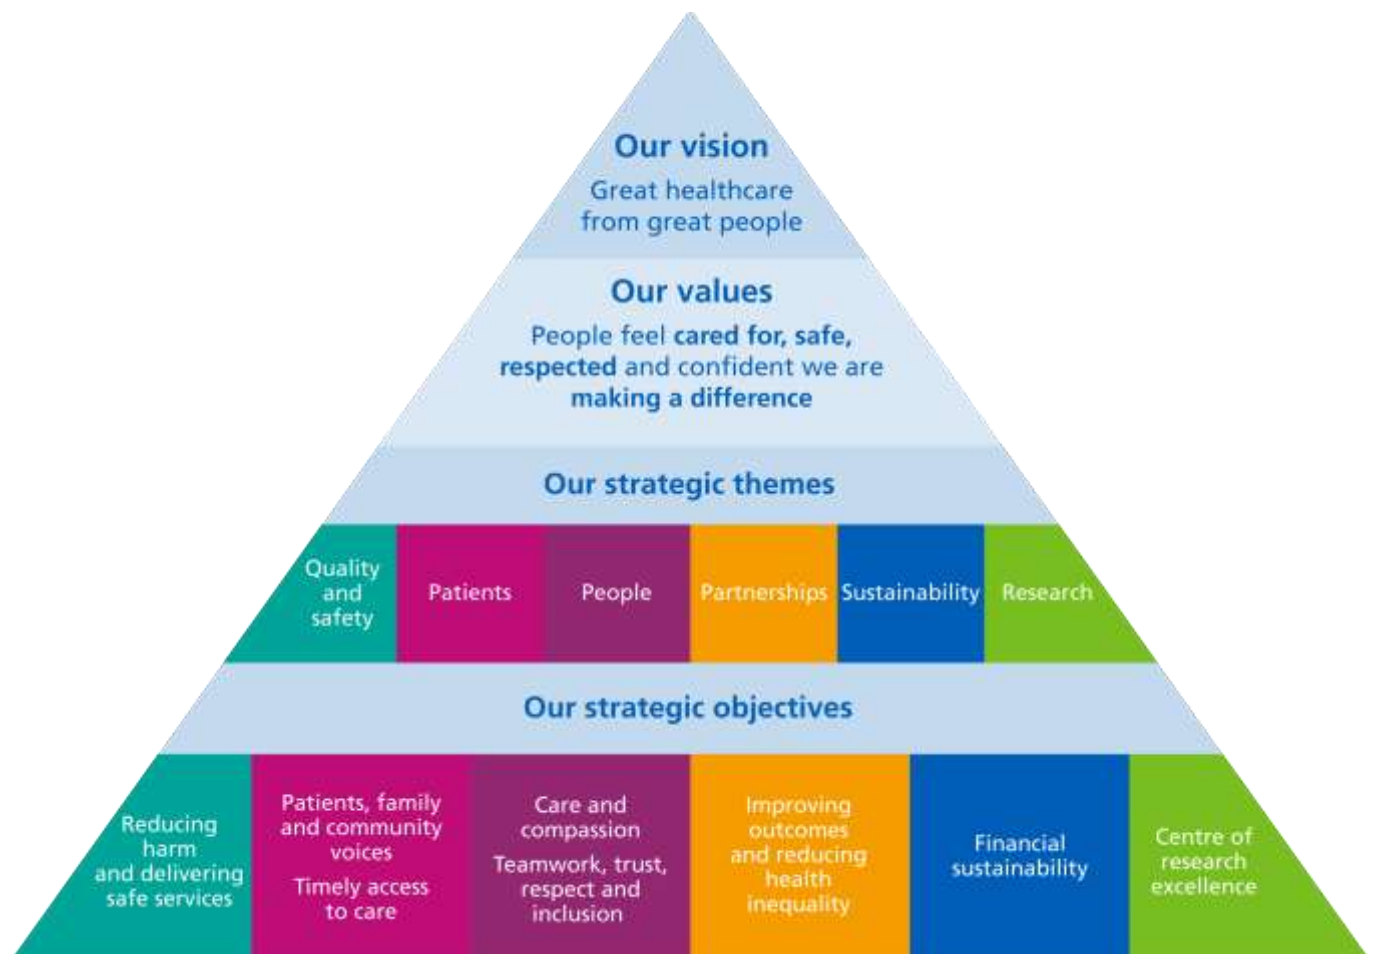 Our vision
Great healthcare
from great people
Our values
People feel cared for, safe,
respected and confident we are
making a difference
Our strategic themes
Quality
and
safety
Patients
People
Partnerships
Sustainability
Research
Our strategic objectives
Reducing
harm
and delivering
safe services
Patients, family
and community
voices
Timely access
to care
Care and
compassion
Teamwork, trust,
respect and
inclusion
Improving
outcomes
and reducing
health
inequality
Financial
sustainability
Centre of
research
excellence